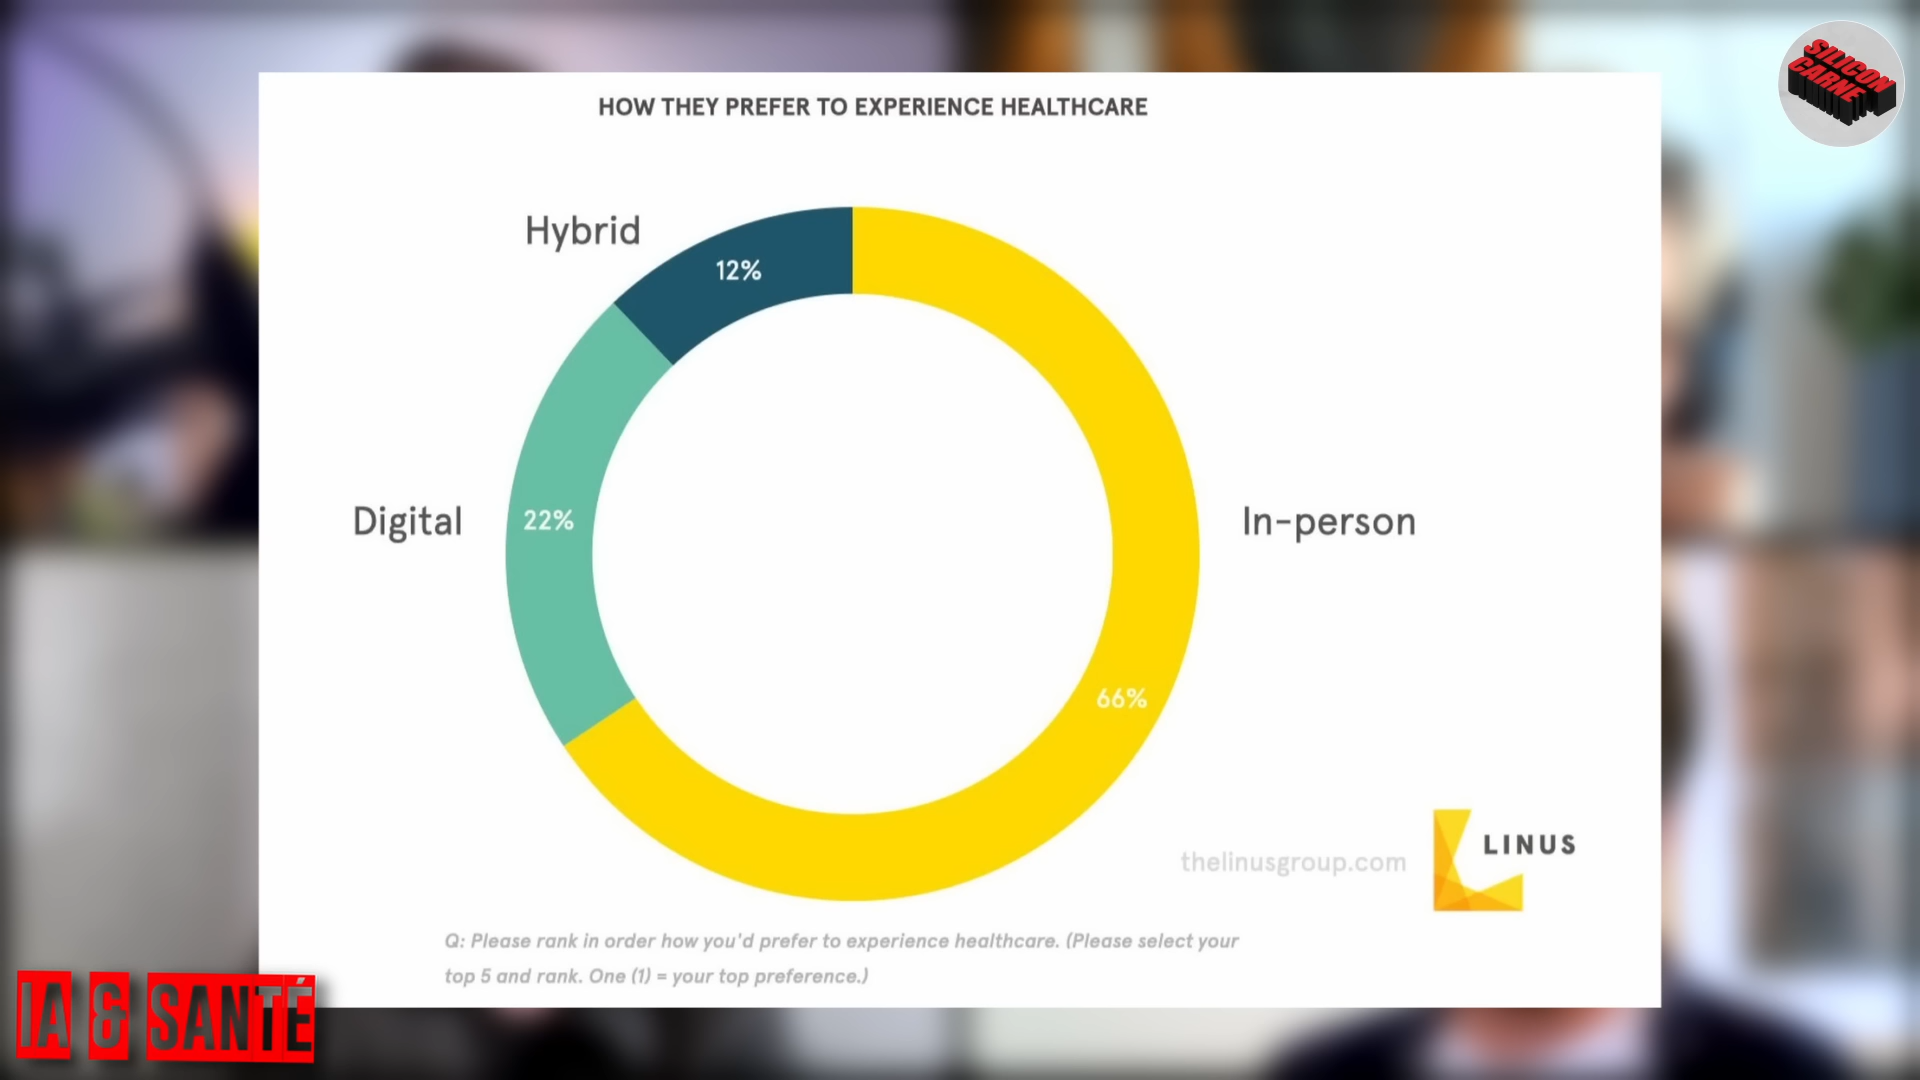 SILICON
CARNE
HOW THEY PREFER TO EXPERIENCE HEALTHCARE
Hybrid
12%
Digital
22%
In-person
66%
thelinusgroup.com
LINUS
Q: Please rank in order how you'd prefer to experience healthcare. (Please select your
top 5 and rank. One (1) = your top preference.)
IA & SANTÉ